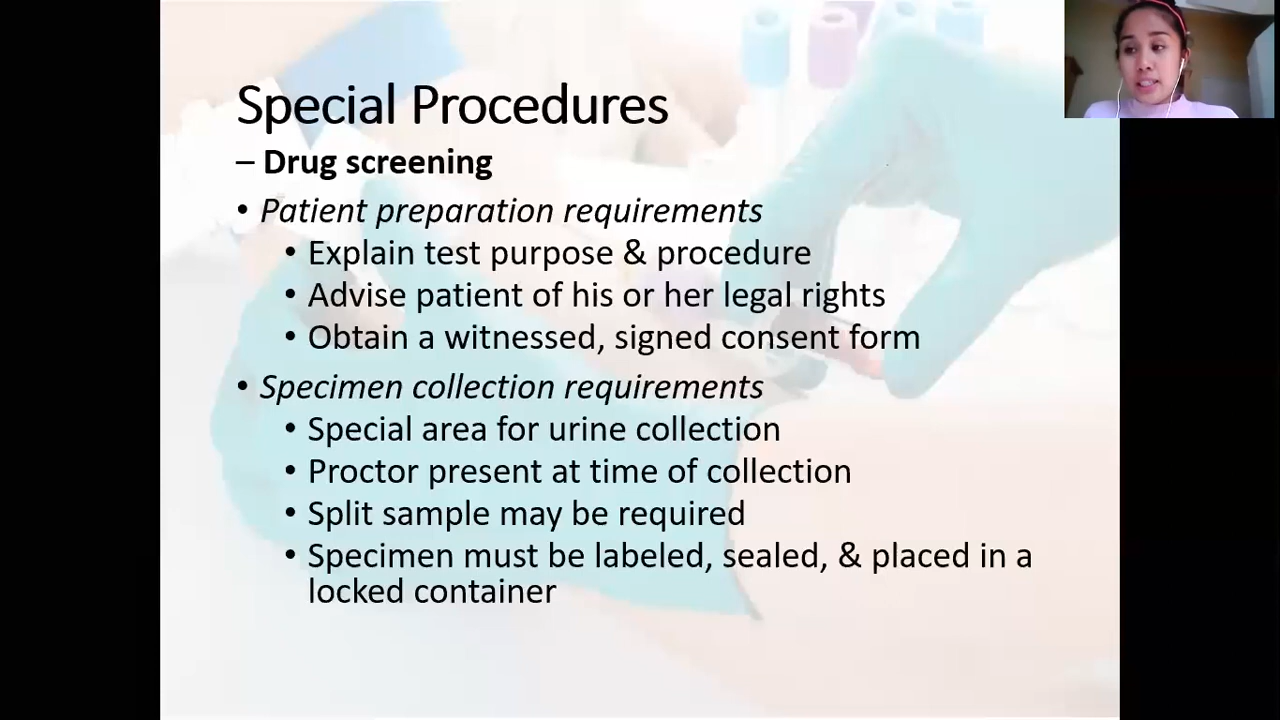 Special Procedures
– Drug screening
• Patient preparation requirements
• Explain test purpose & procedure
• Advise patient of his or her legal rights
• Obtain a witnessed, signed consent form
• Specimen collection requirements
• Special area for urine collection
• Proctor present at time of collection
• Split sample may be required
• Specimen must be labeled, sealed, & placed in a
locked container